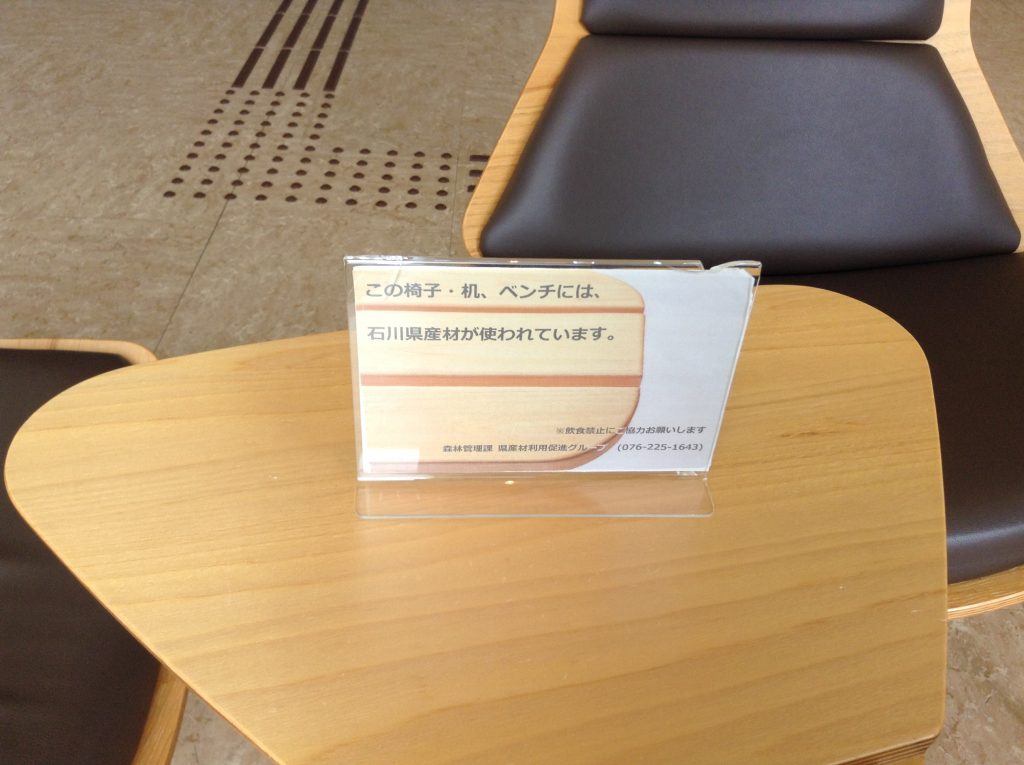 この椅子・机、ベンチには、
石川県産材が使われています。
※飲食禁止にご協力お願いします
森林管理課 県産材利用促進グループ (076-225-1643)